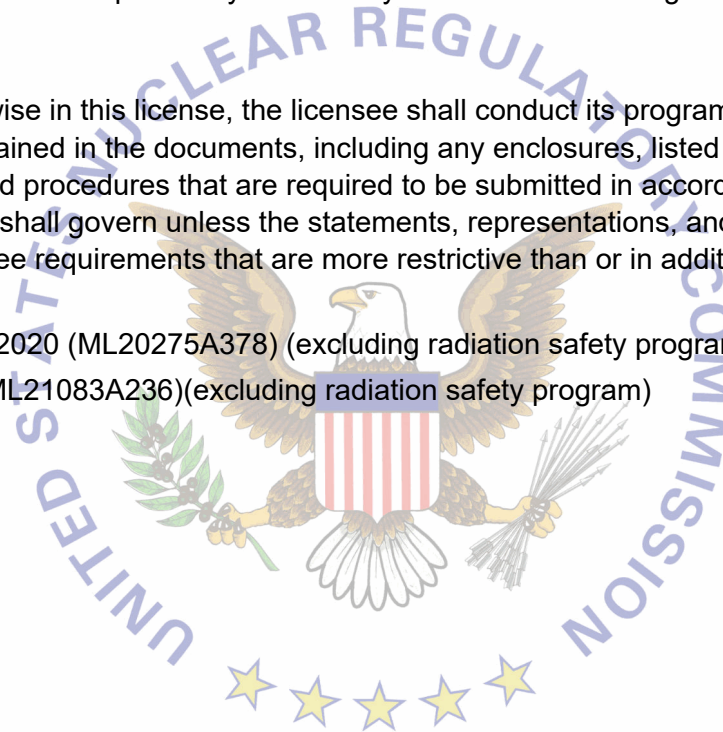 UNITED STATES NUCLEAR REGULATORY COMMISSION
wise in this license, the licensee shall conduct its program
ained in the documents, including any enclosures, listed
d procedures that are required to be submitted in accord
shall govern unless the statements, representations, and
ee requirements that are more restrictive than or in addit
2020 (ML20275A378) (excluding radiation safety program
ML21083A236)(excluding radiation safety program)